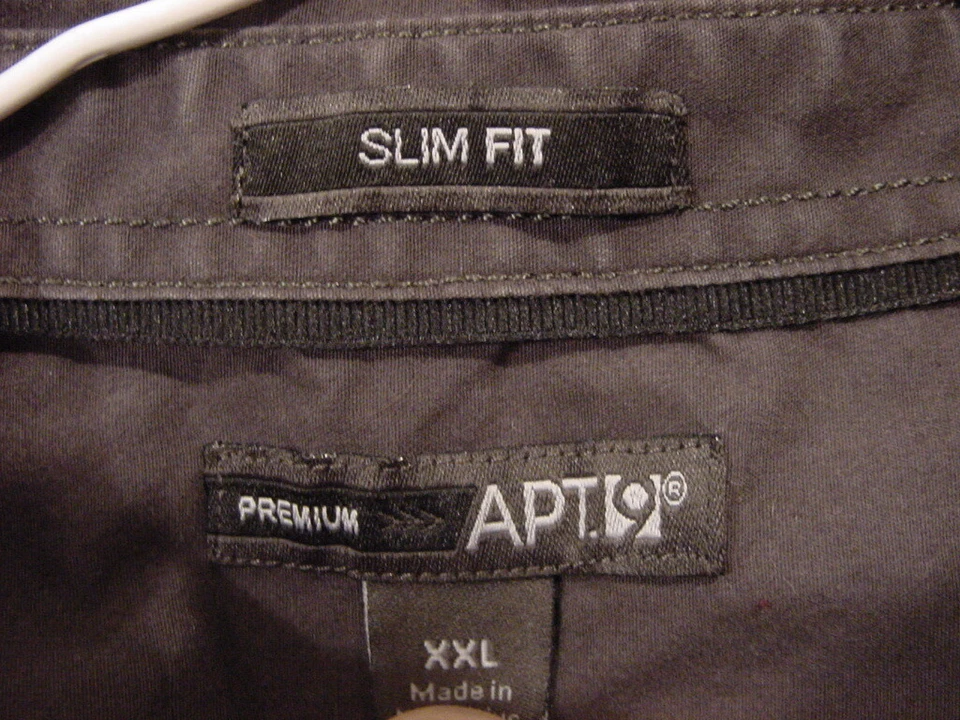 SLIM FIT
PREMIUM >>> APT.9®
XXL
Made in